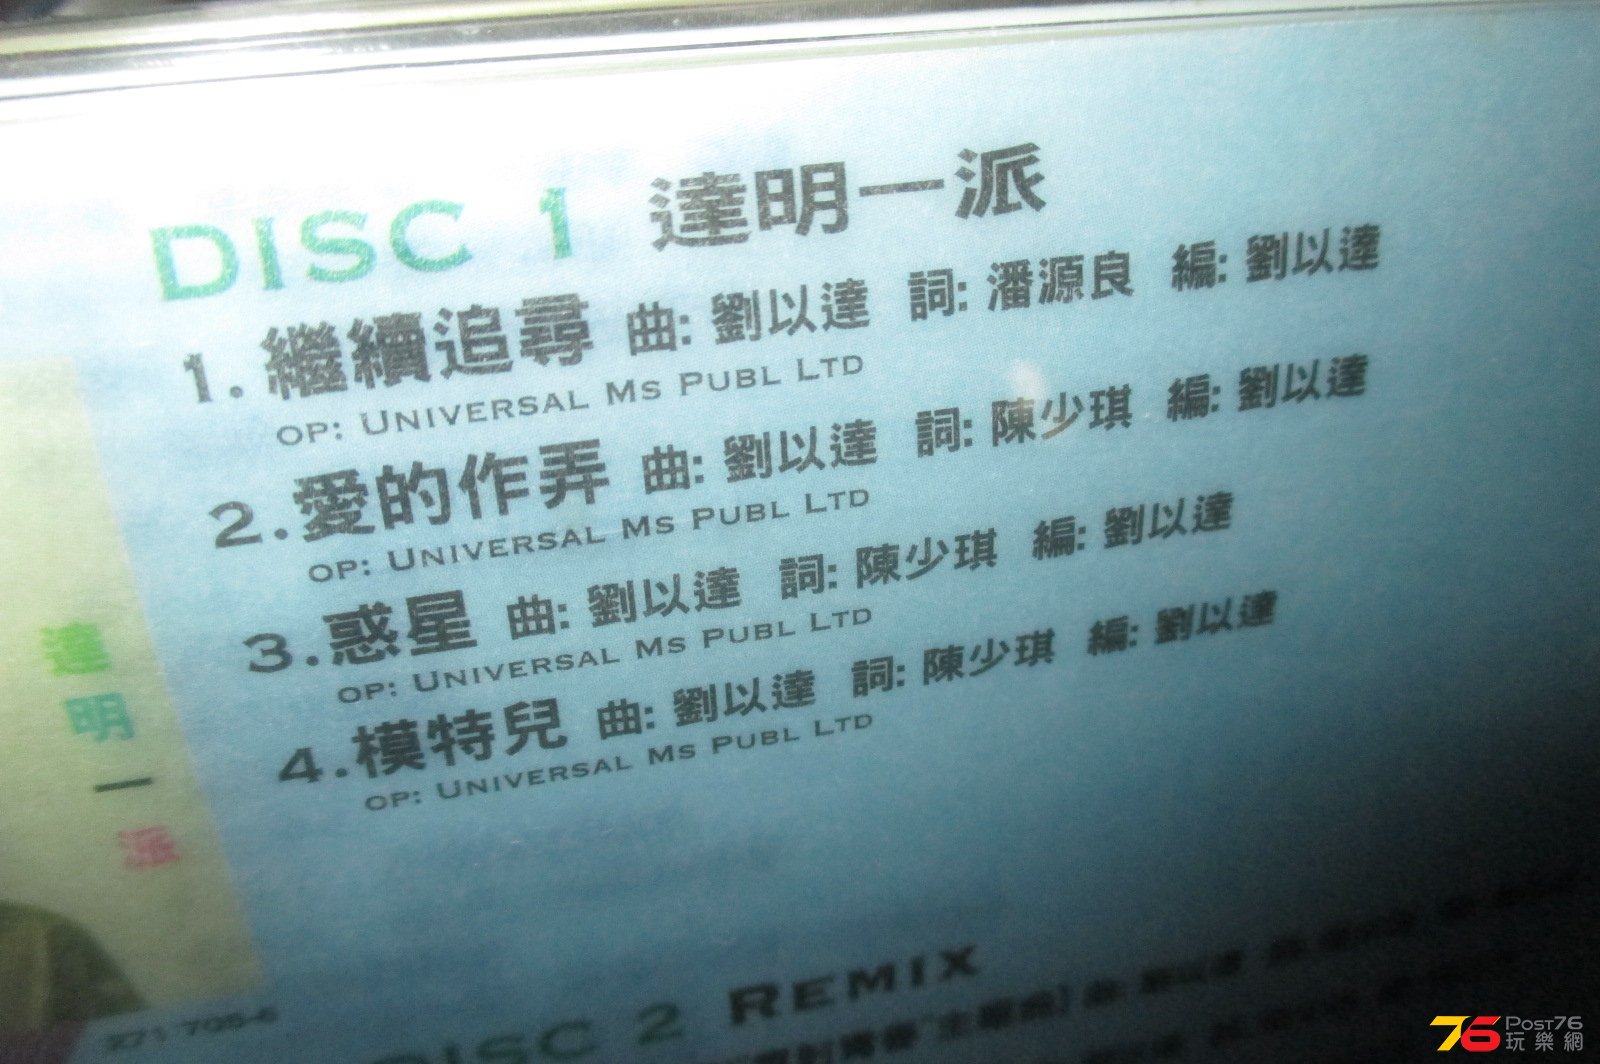 DISC 1 達明一派
1. 繼續追尋 曲: 劉以達 詞: 潘源良 編: 劉以達
OP: UNIVERSAL MS PUBL LTD
2. 愛的作弄 曲: 劉以達 詞: 陳少琪 編: 劉以達
OP: UNIVERSAL MS PUBL LTD
3. 惑星 曲: 劉以達 詞: 陳少琪 編: 劉以達
OP: UNIVERSAL MS PUBL LTD
4. 模特兒 曲: 劉以達 詞: 陳少琪 編: 劉以達
OP: UNIVERSAL MS PUBL LTD
達
明
一
派
271 705-6
DISC 2 REMIX
76 POST76
玩樂網